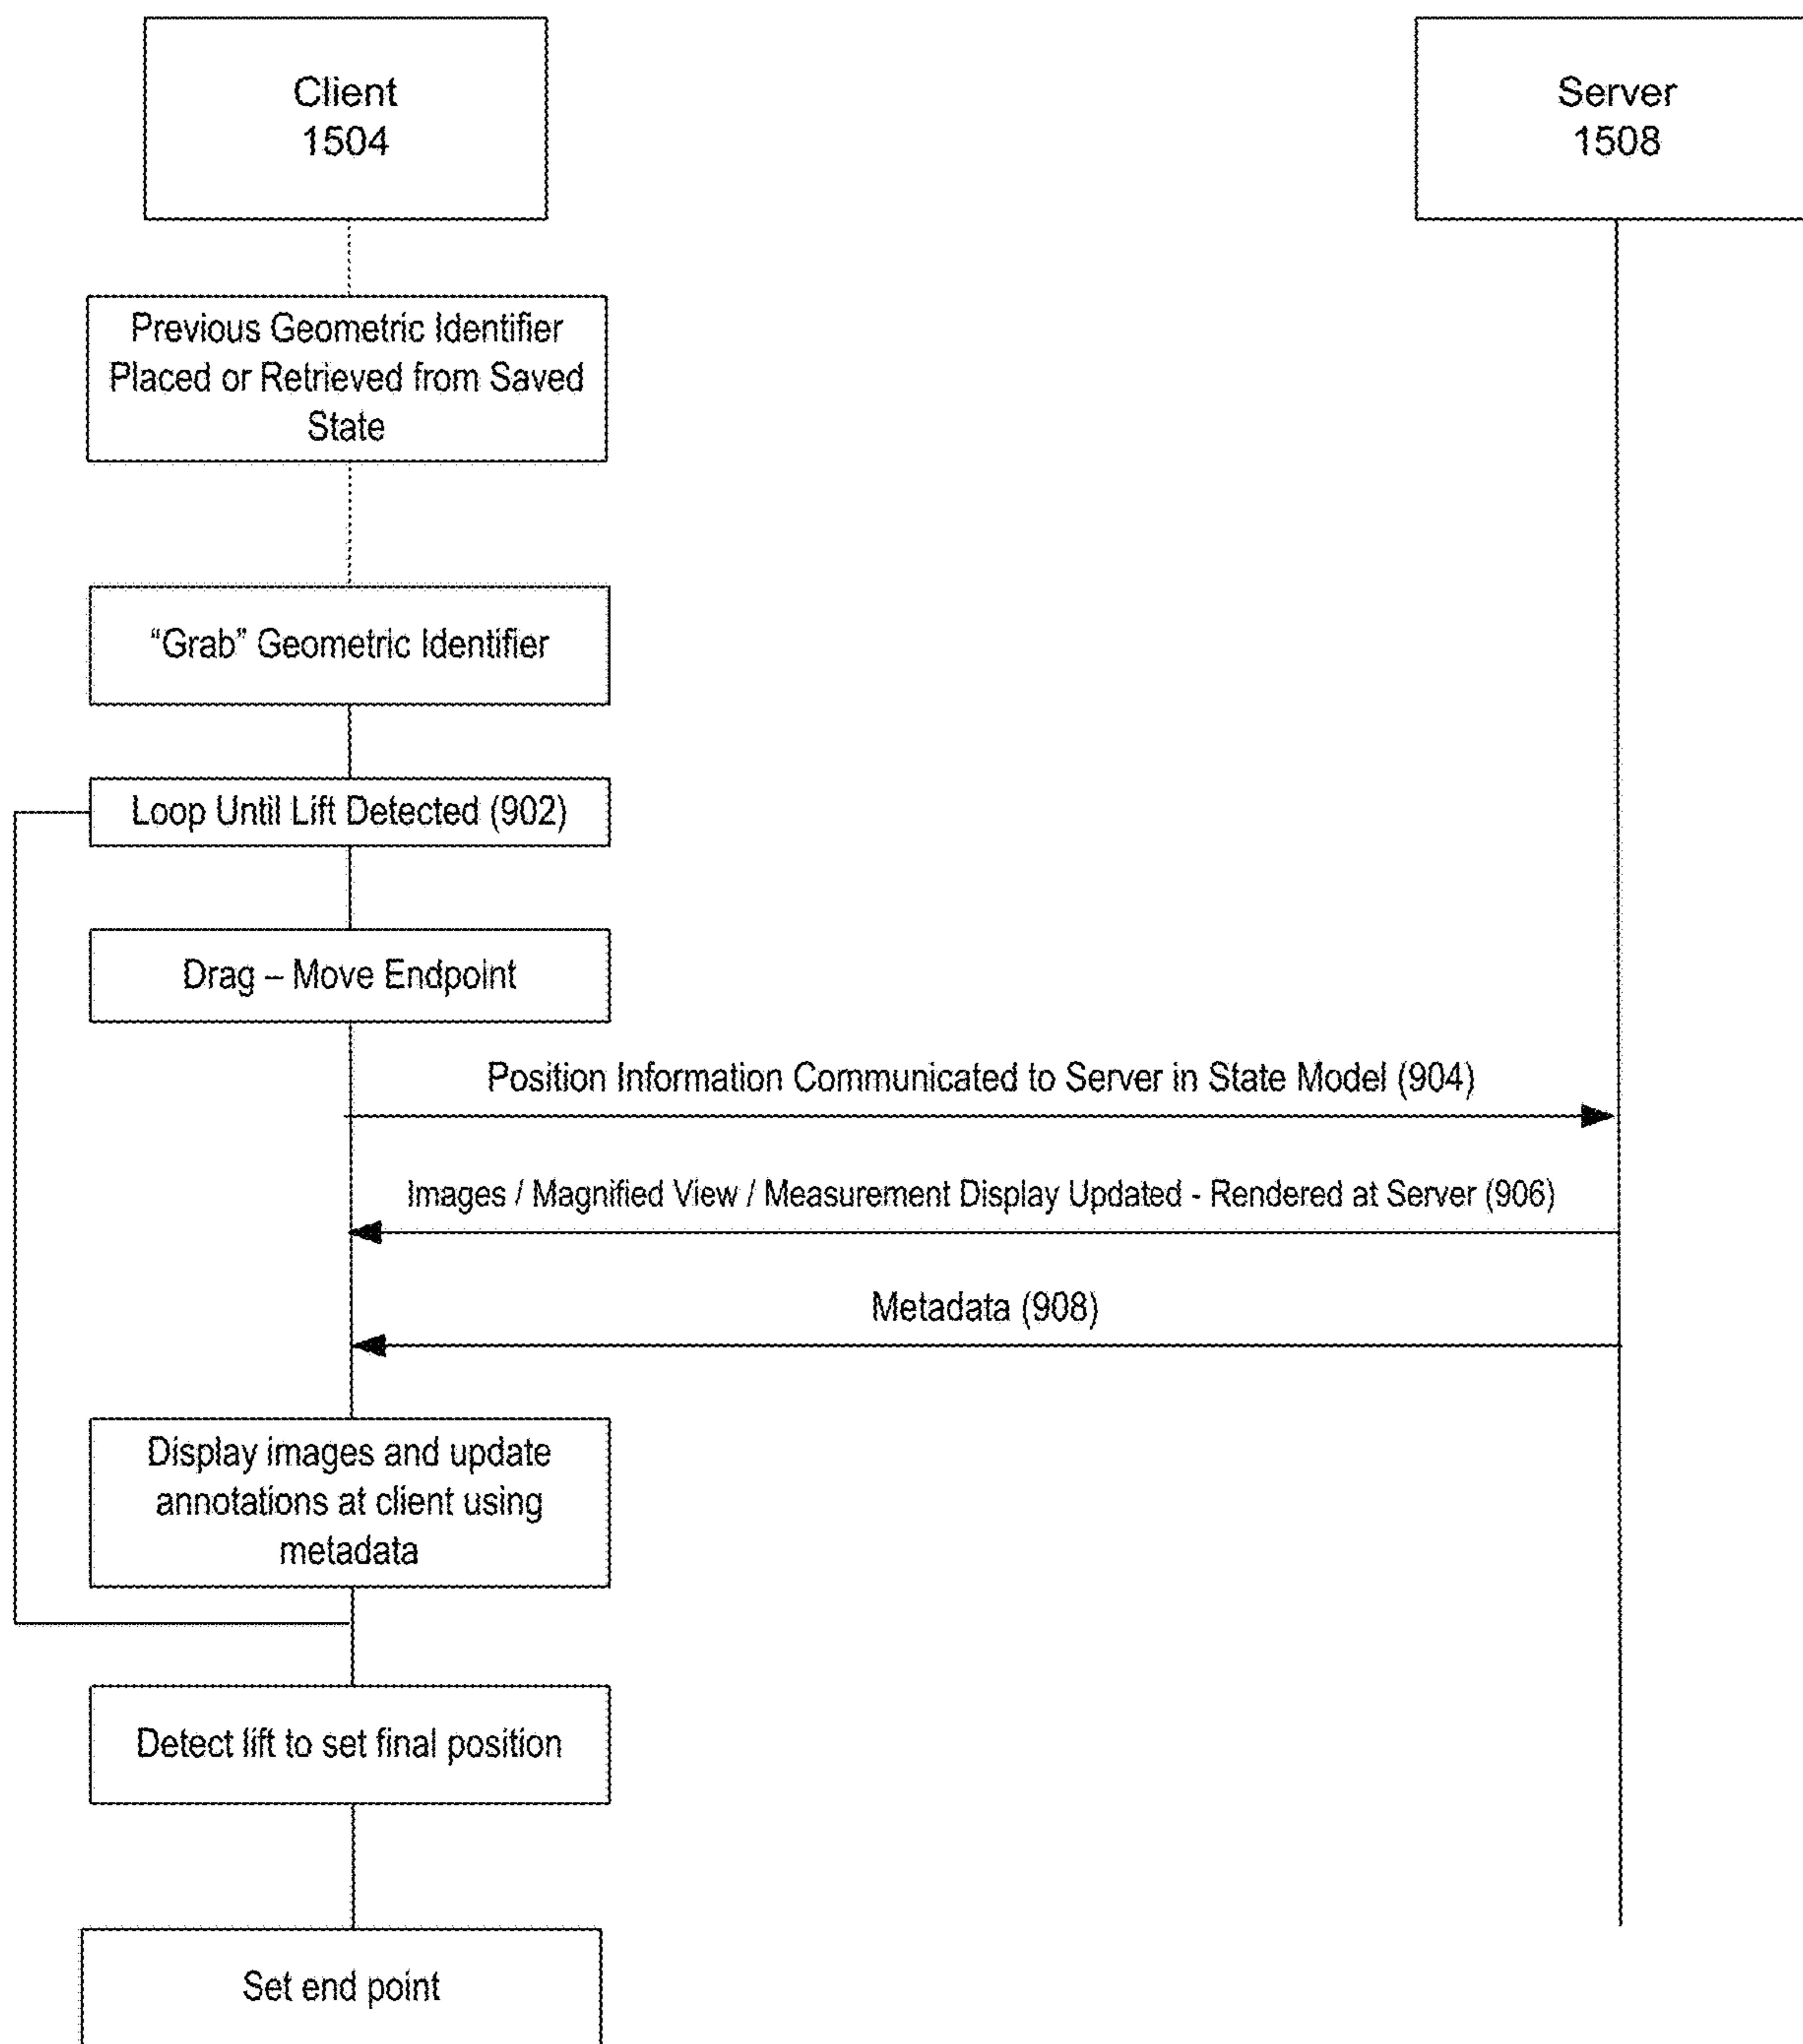 Client
1504
Server
1508
Previous Geometric Identifier
Placed or Retrieved from Saved
State
“Grab” Geometric Identifier
Loop Until Lift Detected (902)
Drag – Move Endpoint
Position Information Communicated to Server in State Model (904)
Images / Magnified View / Measurement Display Updated - Rendered at Server (906)
Metadata (908)
Display images and update
annotations at client using
metadata
Detect lift to set final position
Set end point